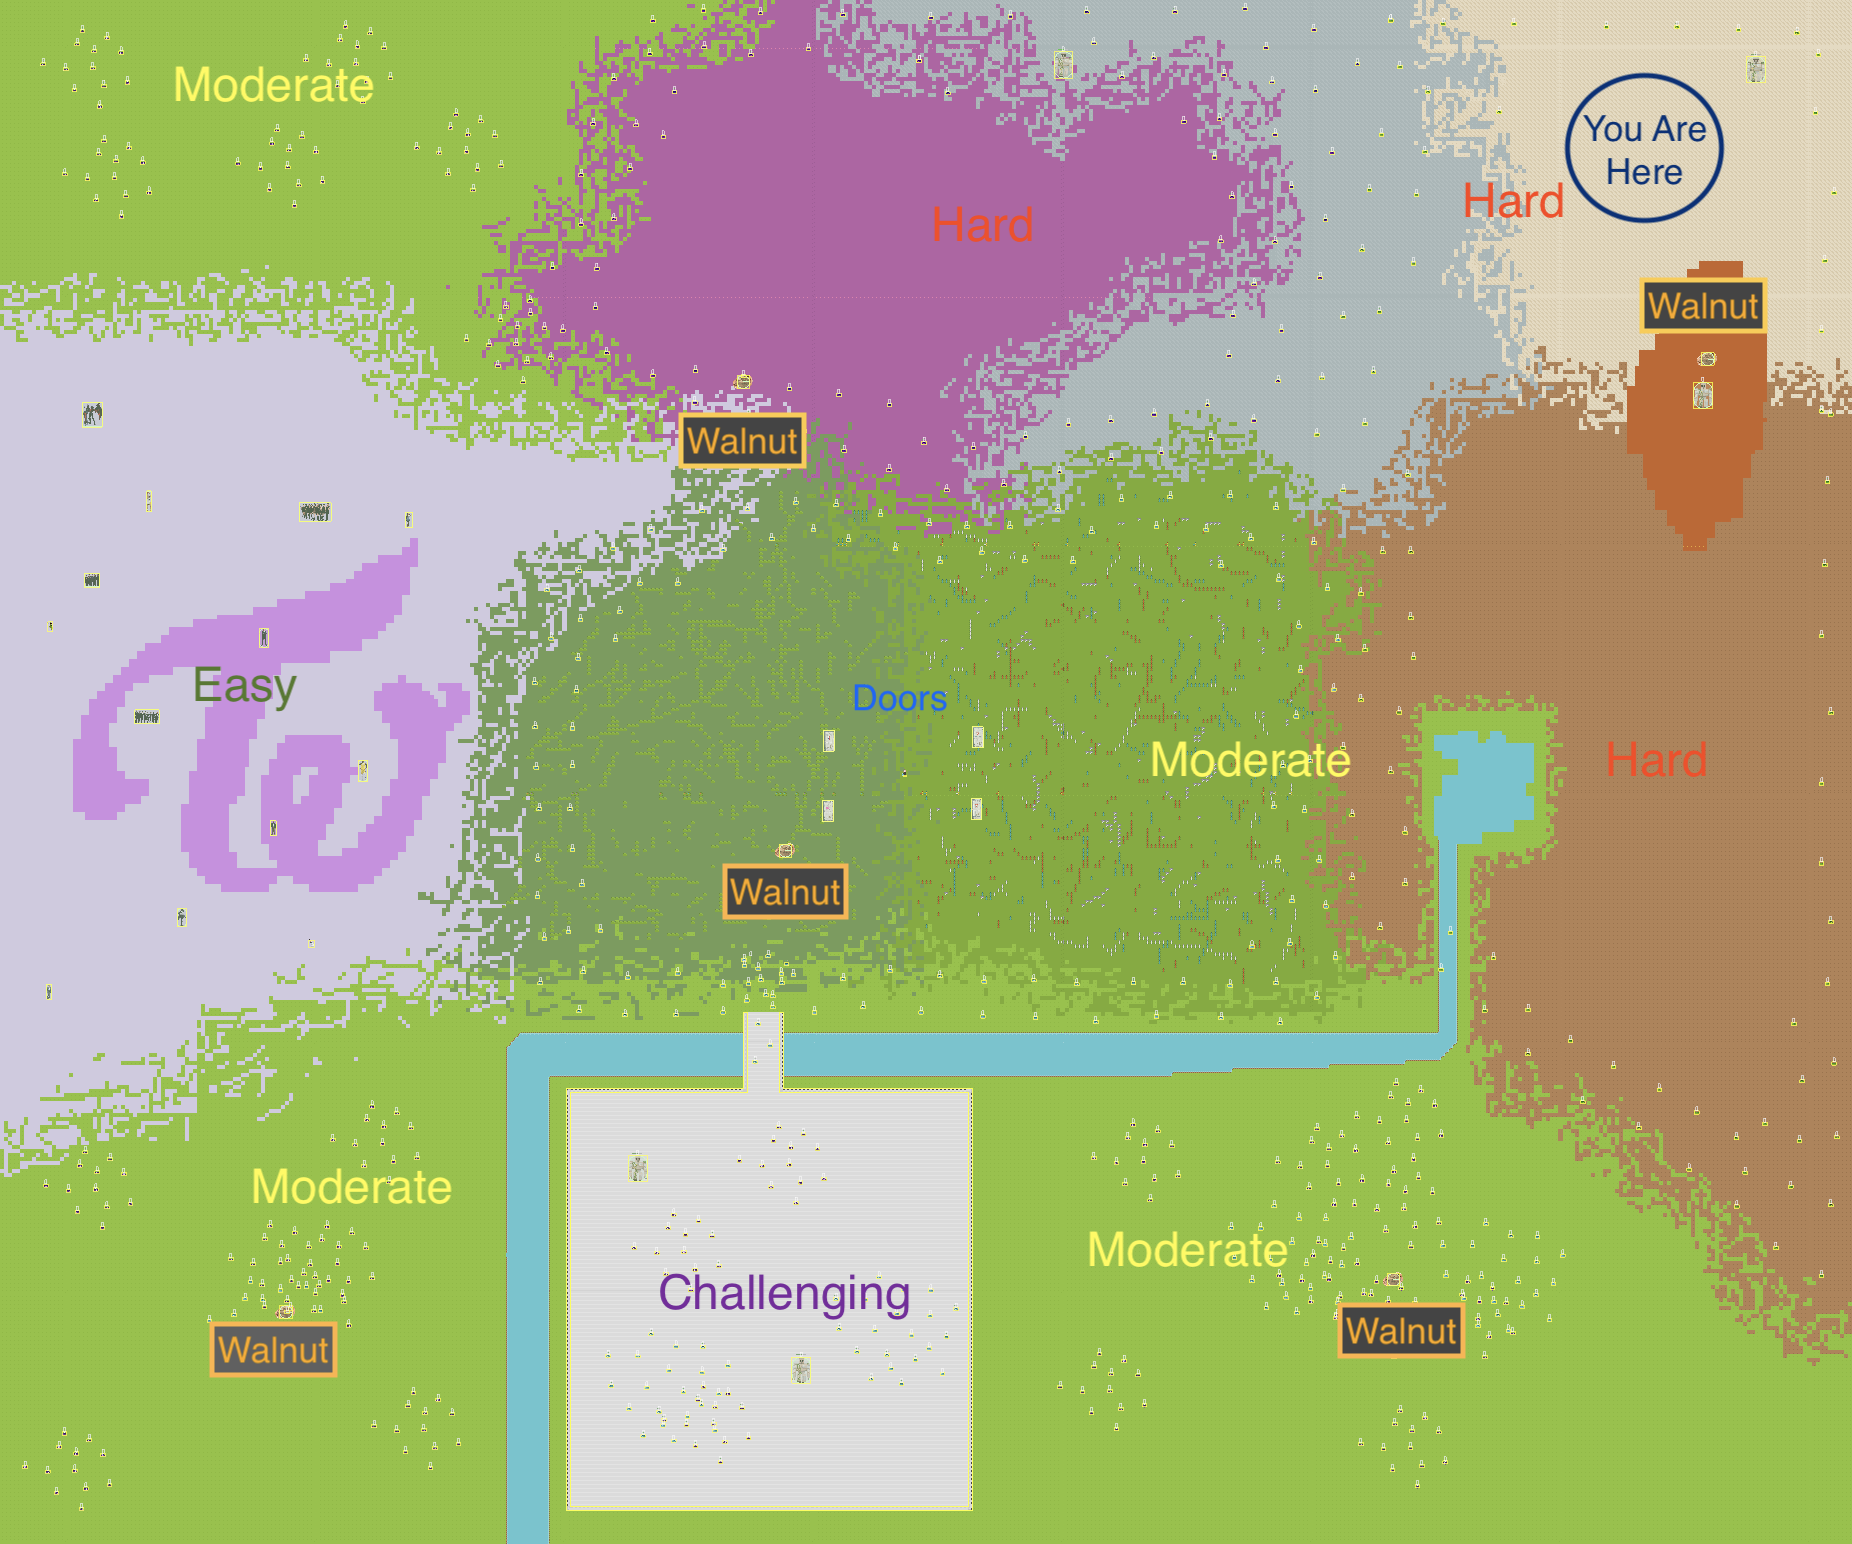 Moderate
You Are
Here
Hard
Hard
Walnut
Walnut
Easy
Doors
Moderate
Hard
Walnut
Moderate
Moderate
Challenging
Walnut
Walnut